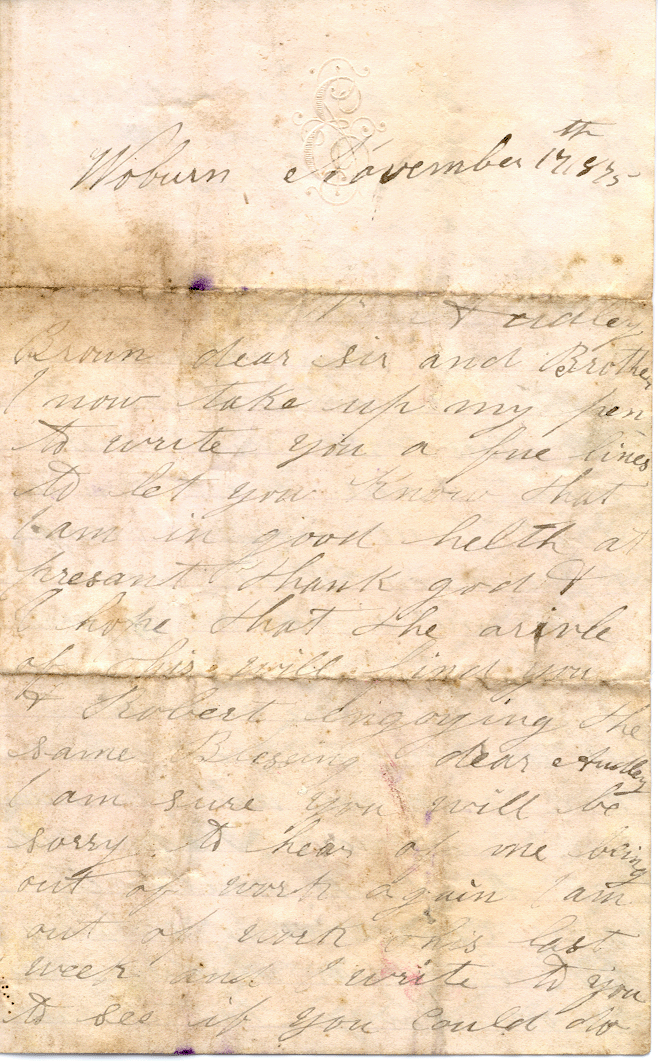 Woburn November 17th 1875
Mr Audley
Broun dear sir and Brother
I now take up my pen
to write you a fue lines
to let you Know that
I am in good helth at
presant thank god &
I hope that the arivle
of this will find you
& Robert Engoying the
same Blessing dear Audley
I am sure you will be
sorry to hear of me being
out of work again I am
out of work this last
week and I write to you
to see if you could do